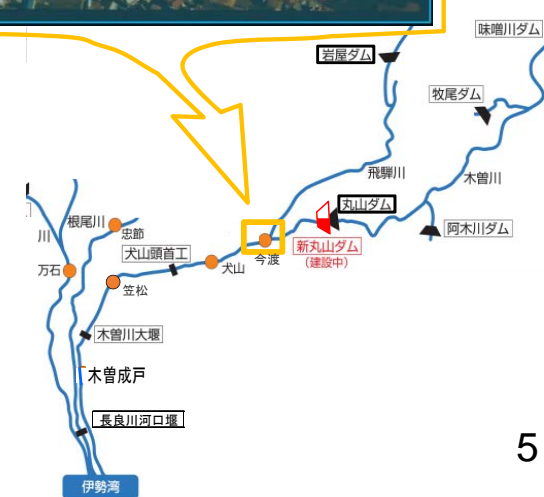 味噌川ダム
岩屋ダム
牧尾ダム
飛騨川
木曽川
丸山ダム
阿木川ダム
新丸山ダム
(建設中)
今渡
犬山
犬山頭首工
根尾川
忠節
川
万石
笠松
木曽川大堰
木曽成戸
長良川河口堰
伊勢湾
5